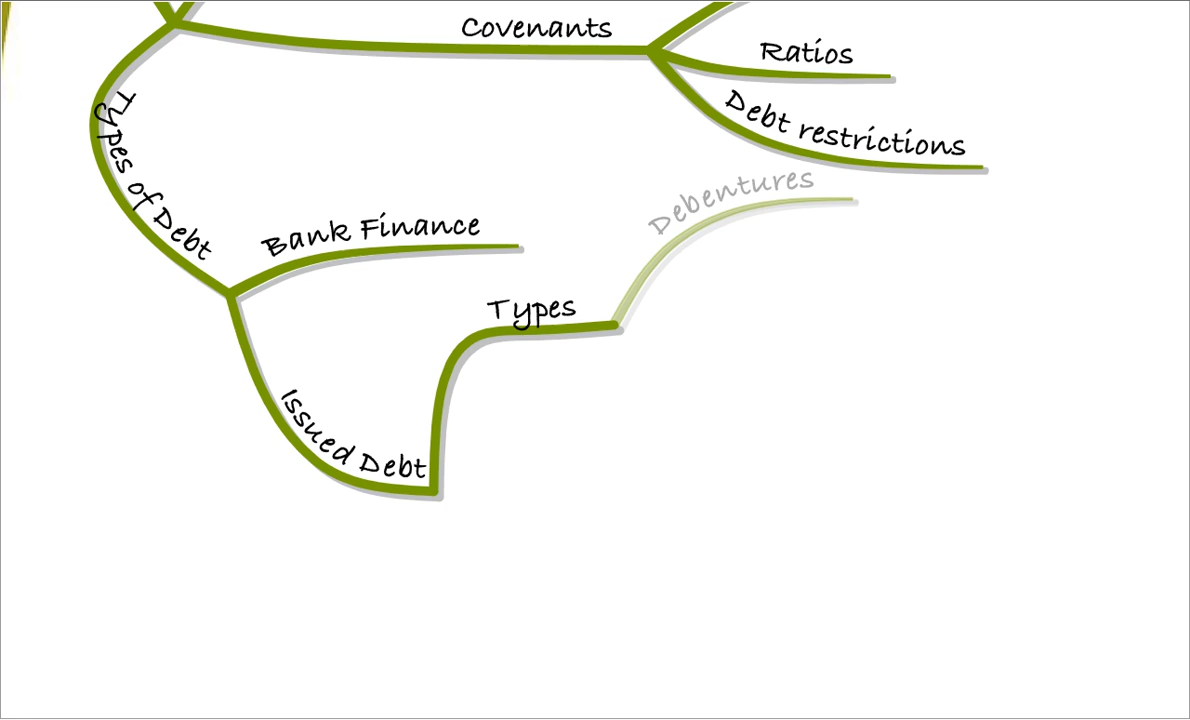 Covenants
Ratios
Debt restrictions
Types of Debt
Bank Finance
Debentures
Types
Issued Debt